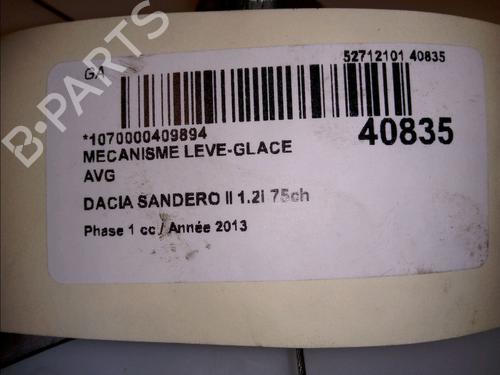 52712101 40835
GA
B-PARTS
*1070000409894
40835
MECANISME LEVE-GLACE
AVG
DACIA SANDERO II 1.2i 75ch
Phase 1 cc / Année 2013